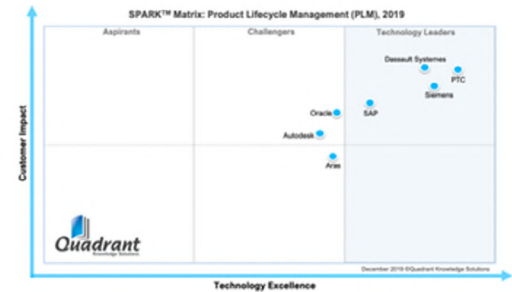 SPARK™ Matrix: Product Lifecycle Management (PLM), 2019
Aspirants
Challengers
Technology Leaders
Dassault Systemes
PTC
Siemens
SAP
Oracle
Autodesk
Aras
Customer Impact
Quadrant
Knowledge Solutions
December 2019 ©Quadrant Knowledge Solutions
Technology Excellence